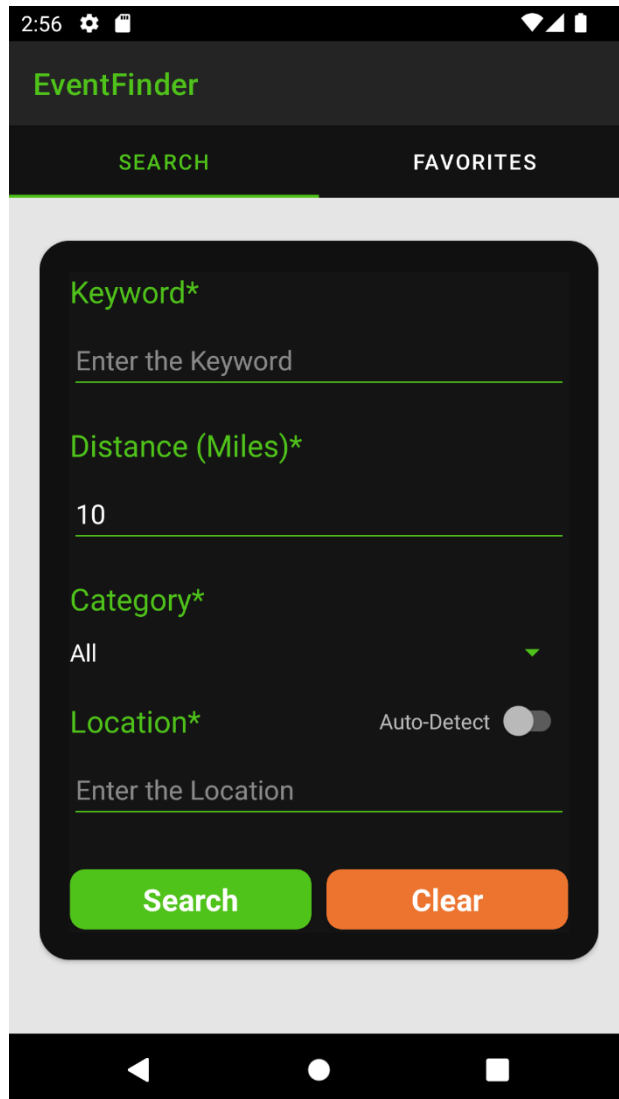 2:56
EventFinder
SEARCH FAVORITES
Keyword*
Enter the Keyword
Distance (Miles)*
10
Category*
All
Location* Auto-Detect
Enter the Location
Search Clear